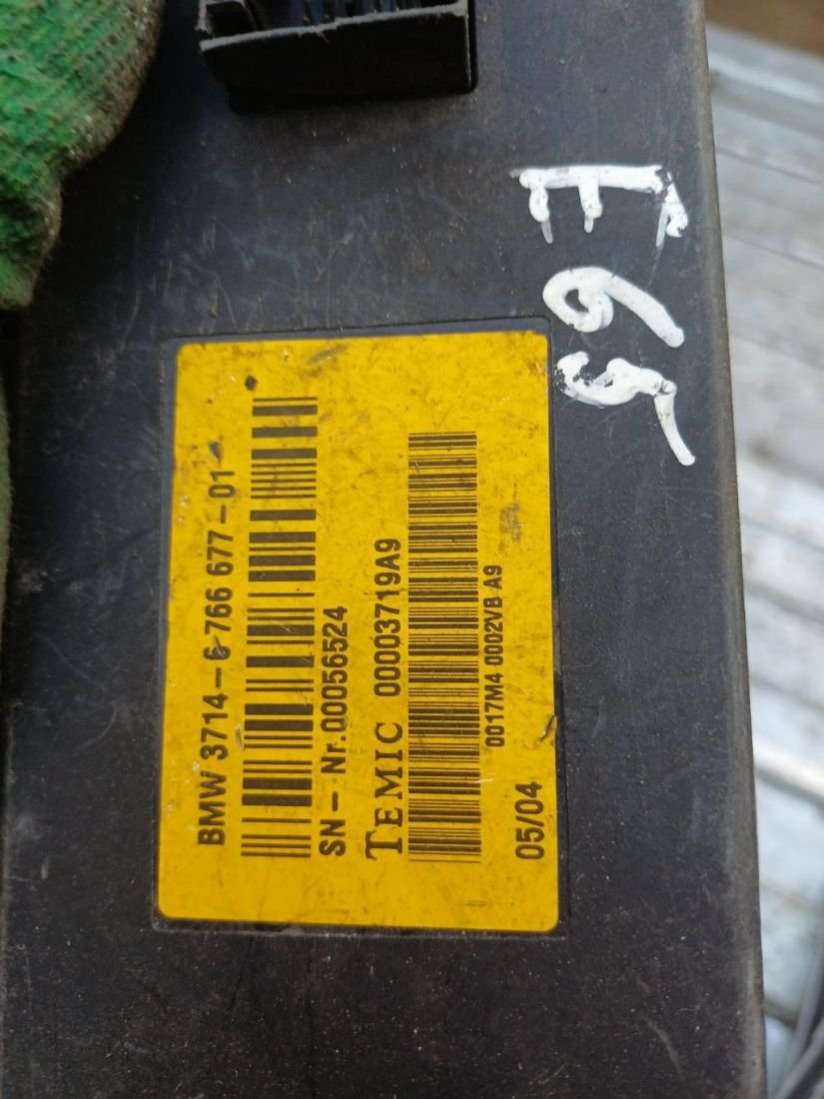 E65
BMW 3714-6 766 677-01
SN-Nr.00056524
TEMIC 00003719A9
0017M4 0002VB A9
05/04